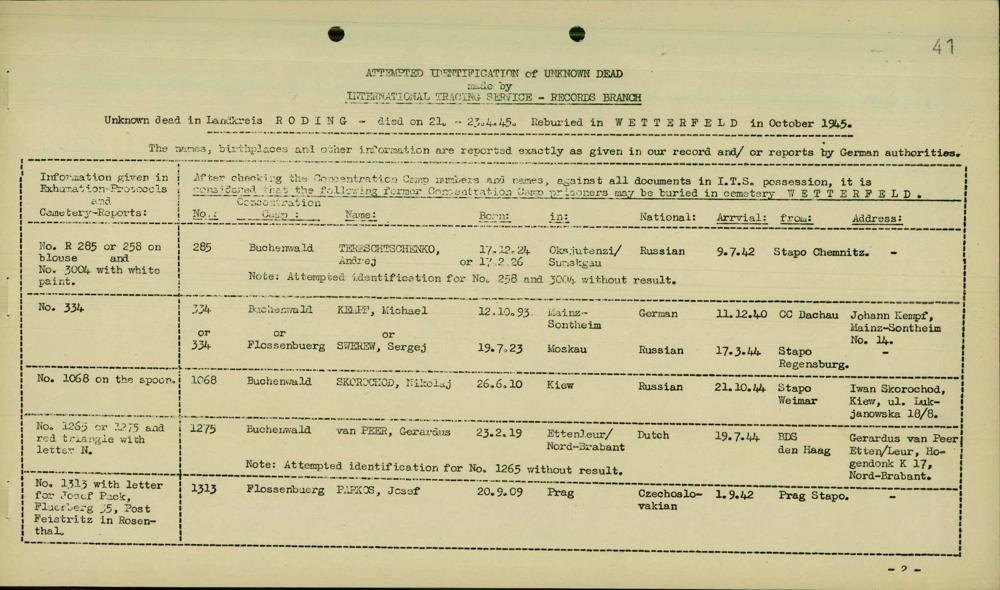 41
ATTEMPTED IDENTIFICATION of UNKNOWN DEAD
made by
INTERNATIONAL TRACING SERVICE - RECORDS BRANCH
Unknown dead in Landkreis R O D I N G - died on 21. - 23.4.45. Reburied in W E T T E R F E L D in October 1945.
The names, birthplaces and other information are reported exactly as given in our record and/ or reports by German authorities.
Information given in
Exhumation-Protocols
and
Cemetery-Reports:
After checking the Concentration Camp numbers and names, against all documents in I.T.S. possession, it is
considered that the following former Concentration Camp prisoners may be buried in cemetery W E T T E R F E L D .
No.: Concentration Camp : Name: Born: in: National: Arrvial: from: Address:
No. R 285 or 258 on
blouse and
No. 3004 with white
paint.
285 Buchenwald TERESCHTSCHENKO, 17.12.24 Russian 9.7.42 Stapo Chemnitz. -
Andrej or 17.2.26
Note: Attempted identification for No. 258 and 3004 without result.
No. 334
334 Buchenwald KEMPF, Michael 12.10.93. Mainz- German 11.12.40 CC Dachau Johann Kempf,
Sontheim Mainz-Sontheim
No. 14.
or or or
334 Flossenbuerg SWEREW, Sergej 19.7.23 Moskau Russian 17.3.44 Stapo -
Regensburg.
No. 1068 on the spoon.
1068 Buchenwald SKOROCHOD, Nikolaj 26.6.10 Kiew Russian 21.10.44 Stapo Iwan Skorochod,
Weimar Kiew, ul. Luk-
janowska 18/8.
No. 1265 or 1275 and
red triangle with
letter N.
1275 Buchenwald van PEER, Gerardus 23.2.19 Ettenleur/ Dutch 19.7.44 BDS Gerardus van Peer
Nord-Brabant den Haag Etten/Leur, Ho-
gendonk K 17,
Nord-Brabant.
Note: Attempted identification for No. 1265 without result.
No. 1313 with letter
for Josef Pack,
35, Post
Feistritz in Rosen-
thal.
1313 Flossenbuerg PAPKOS, Josef 20.9.09 Prag Czechoslo- 1.9.42 Prag Stapo. -
vakian
- 2 -